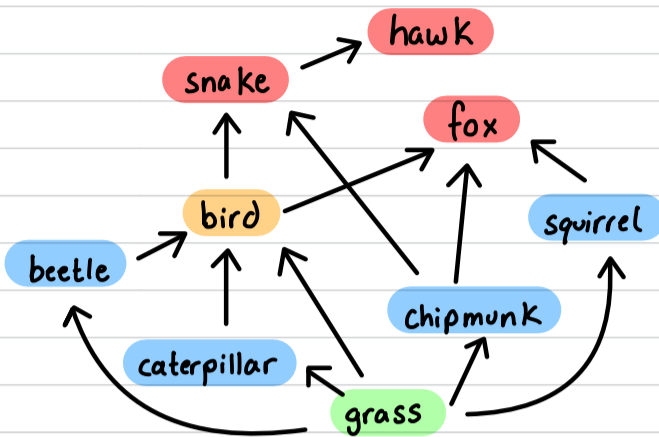 hawk
snake
fox
bird
squirrel
beetle
chipmunk
caterpillar
grass